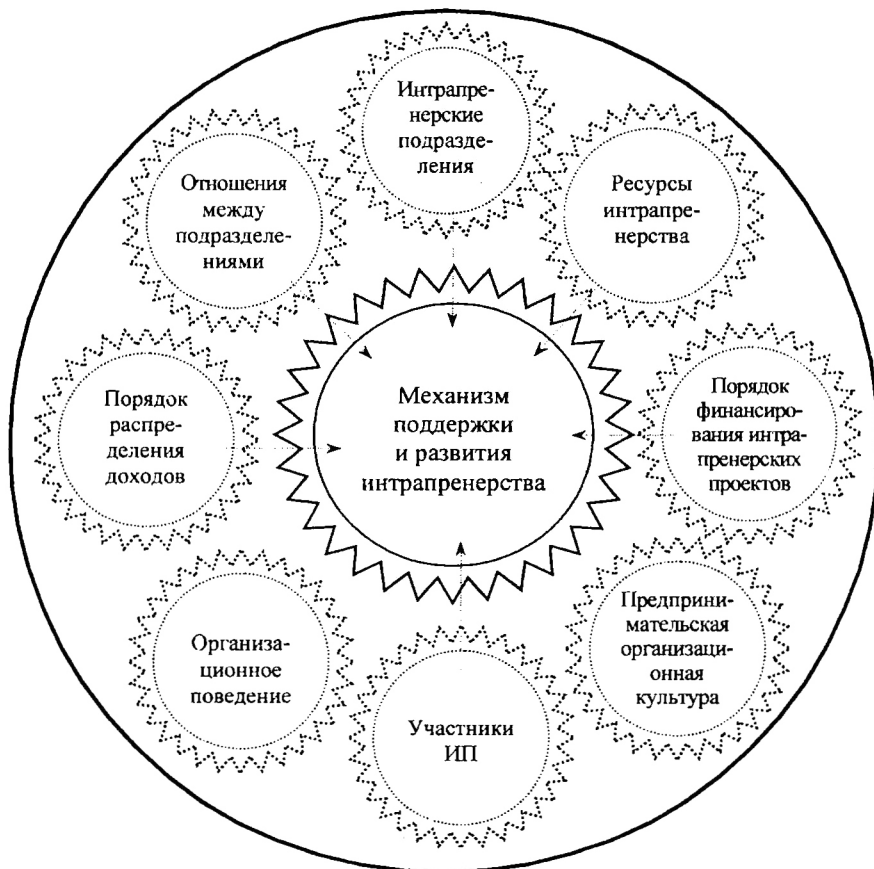 Интрапре-
нерские
подразде-
ления
Отношения
между
подразделе-
ниями
Ресурсы
интрапре-
нерства
Порядок
распре-
деления
доходов
Механизм
поддержки
и развития
интрапренерства
Порядок
финансиро-
вания интра-
пренерских
проектов
Организа-
ционное
поведение
Участники
ИП
Предприни-
мательская
организаци-
онная
культура